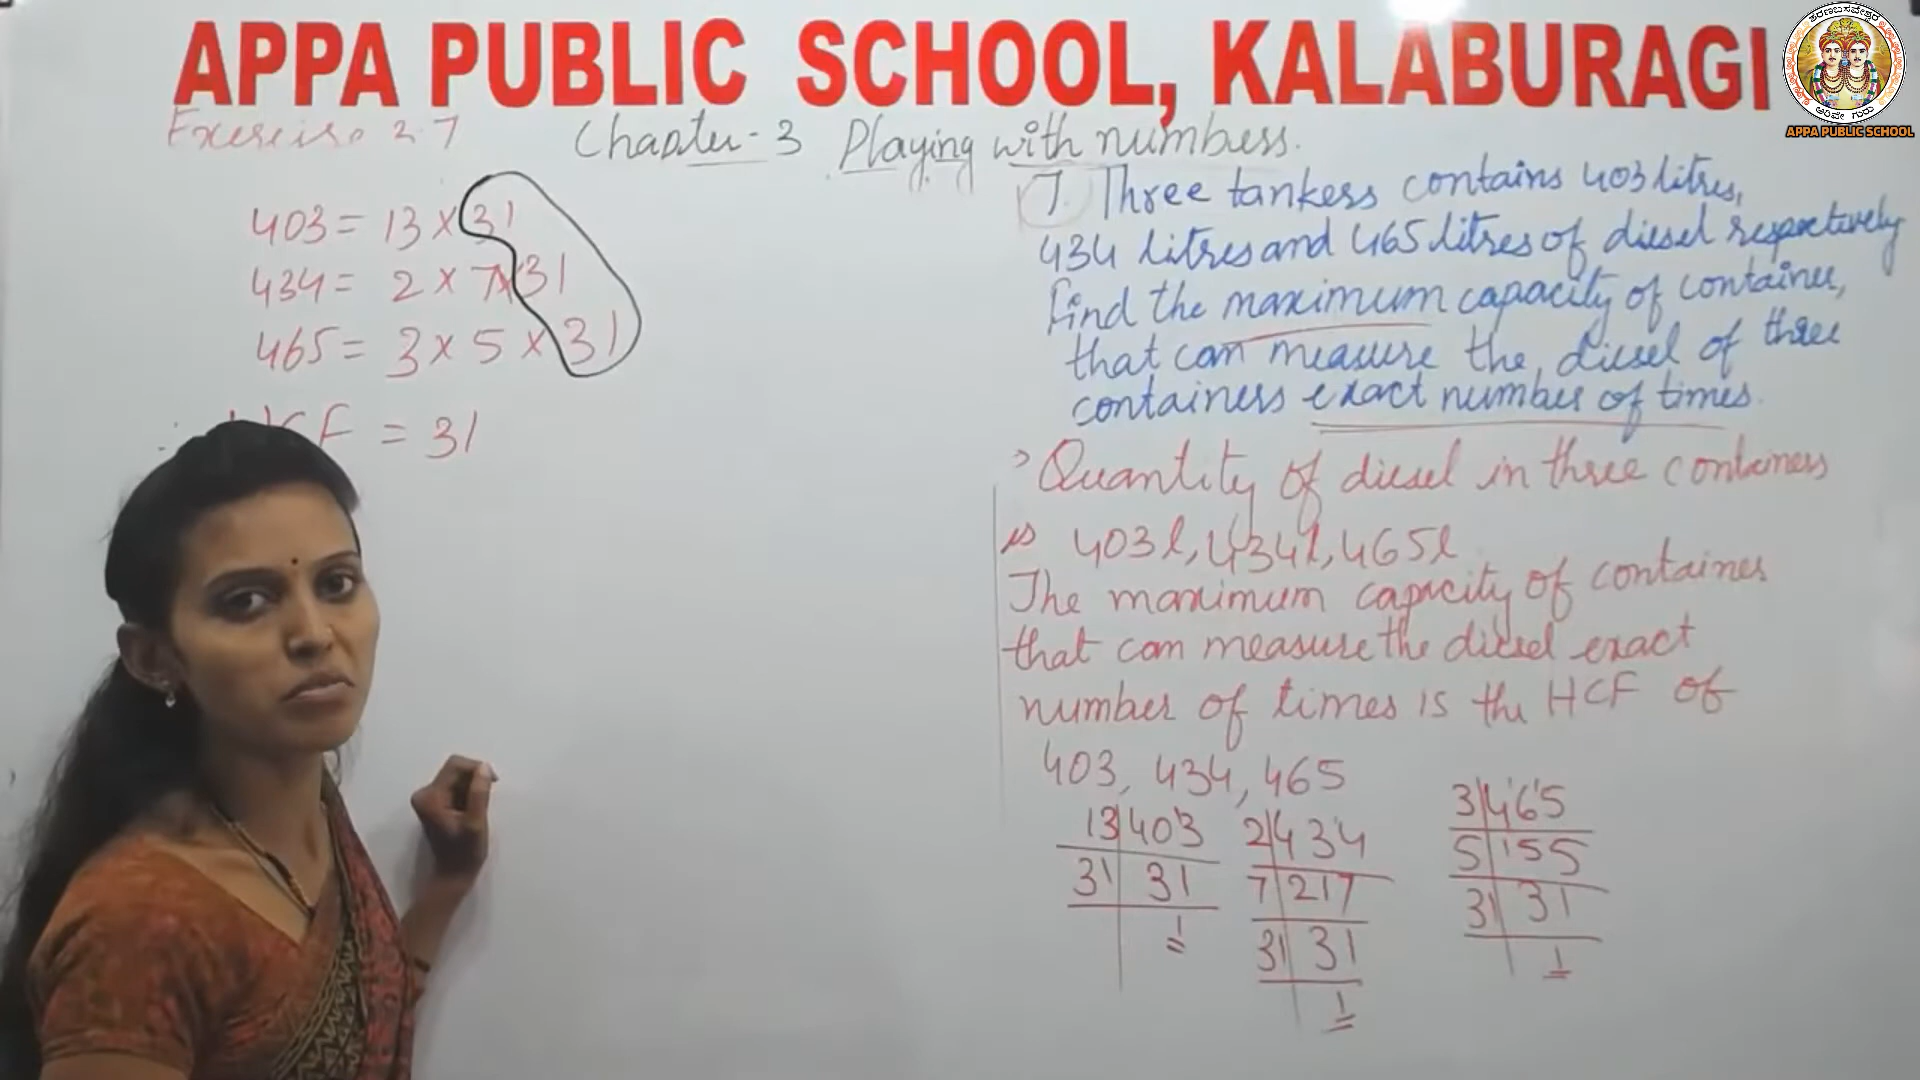 APPA PUBLIC SCHOOL, KALABURAGI
ಶರಣಬಸವೇಶ್ವರ
ಅರಿವೇ ಗುರು
APPA PUBLIC SCHOOL
Exercise 2.7
Chapter - 3 Playing with numbers.
403 = 13 × 31
434 = 2 × 7 × 31
465 = 3 × 5 × 31
HCF = 31
7. Three tankers contains 403 litres,
434 litres and 465 litres of diesel respectively
Find the maximum capacity of container,
that can measure the diesel of three
containers exact number of times.
Quantity of diesel in three containers
is 403l, 434l, 465l
The maximum capacity of container
that can measure the diesel exact
number of times is the HCF of
403, 434, 465
13 403
31 31
1
2 434
7 217
31 31
1
3 465
5 155
31 31
1